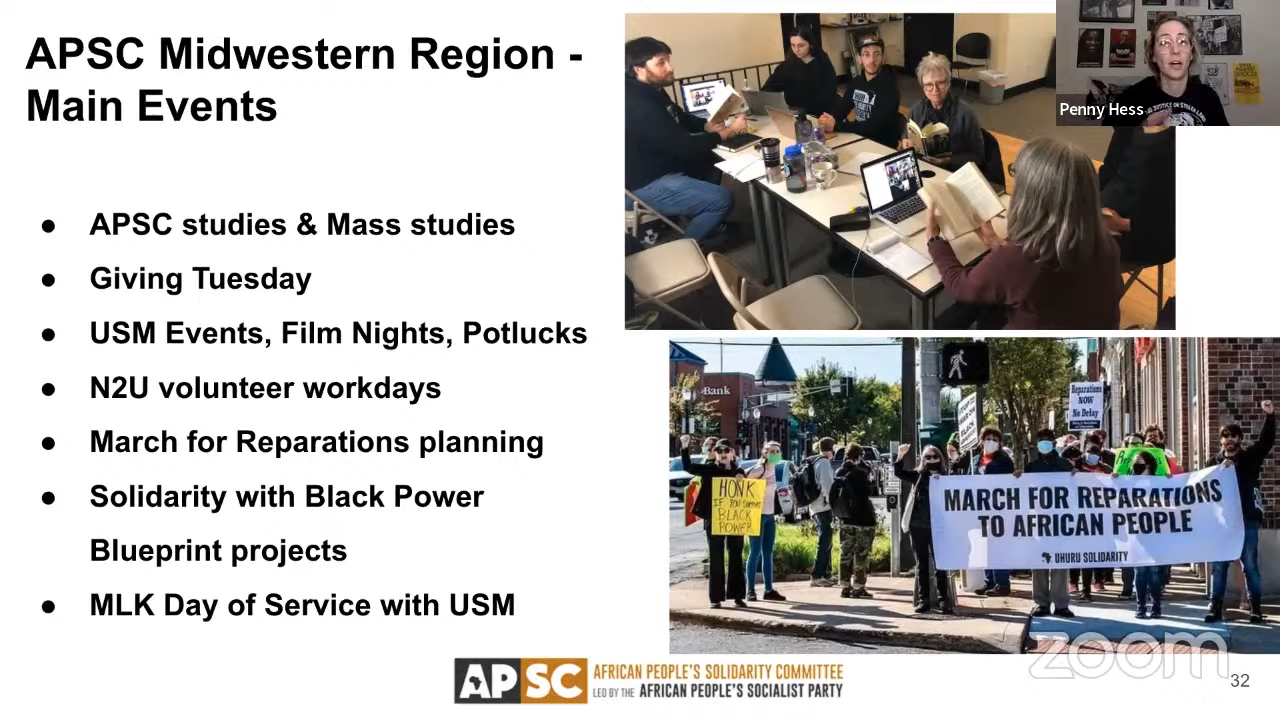 APSC Midwestern Region -
Main Events
● APSC studies & Mass studies
● Giving Tuesday
● USM Events, Film Nights, Potlucks
● N2U volunteer workdays
● March for Reparations planning
● Solidarity with Black Power
Blueprint projects
● MLK Day of Service with USM
Penny Hess
Bank
Reparations
NOW
No Delay
HONK
IF YOU SUPPORT
BLACK
POWER
MARCH FOR REPARATIONS
TO AFRICAN PEOPLE
UHURU SOLIDARITY
zoom
APSC
AFRICAN PEOPLE'S SOLIDARITY COMMITTEE
LED BY THE AFRICAN PEOPLE'S SOCIALIST PARTY
32